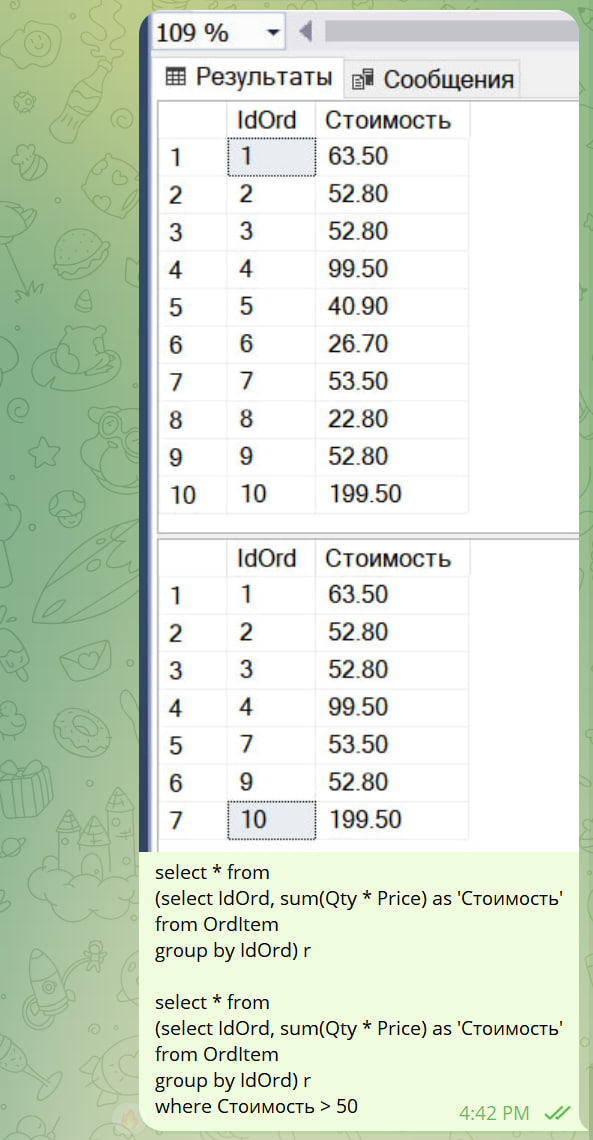 109 %
Результаты Сообщения
IdOrd Стоимость
1 1 63.50
2 2 52.80
3 3 52.80
4 4 99.50
5 5 40.90
6 6 26.70
7 7 53.50
8 8 22.80
9 9 52.80
10 10 199.50
IdOrd Стоимость
1 1 63.50
2 2 52.80
3 3 52.80
4 4 99.50
5 7 53.50
6 9 52.80
7 10 199.50
select * from
(select IdOrd, sum(Qty * Price) as 'Стоимость'
from OrdItem
group by IdOrd) r
select * from
(select IdOrd, sum(Qty * Price) as 'Стоимость'
from OrdItem
group by IdOrd) r
where Стоимость > 50
4:42 PM